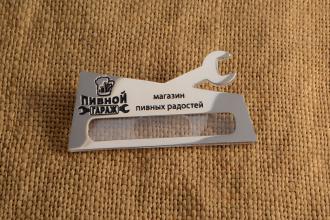 ПИВНОЙ
ГАРАЖ
магазин
пивных радостей